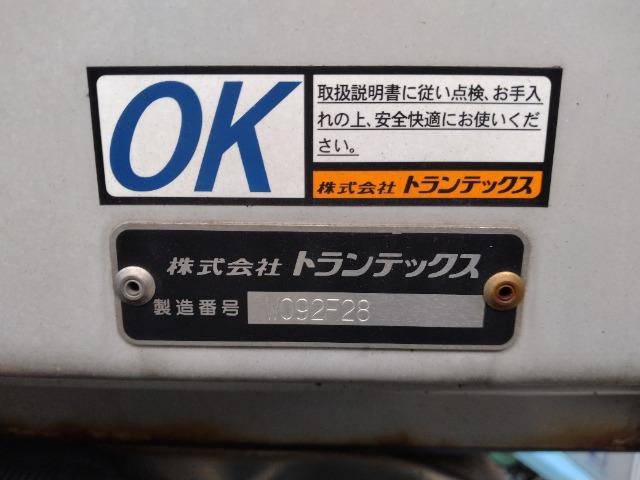 OK
取扱説明書に従い点検、お手入
れの上、安全快適にお使いくだ
さい。
株式会社 トランテックス
株式会社 トランテックス
製造番号 W092F28